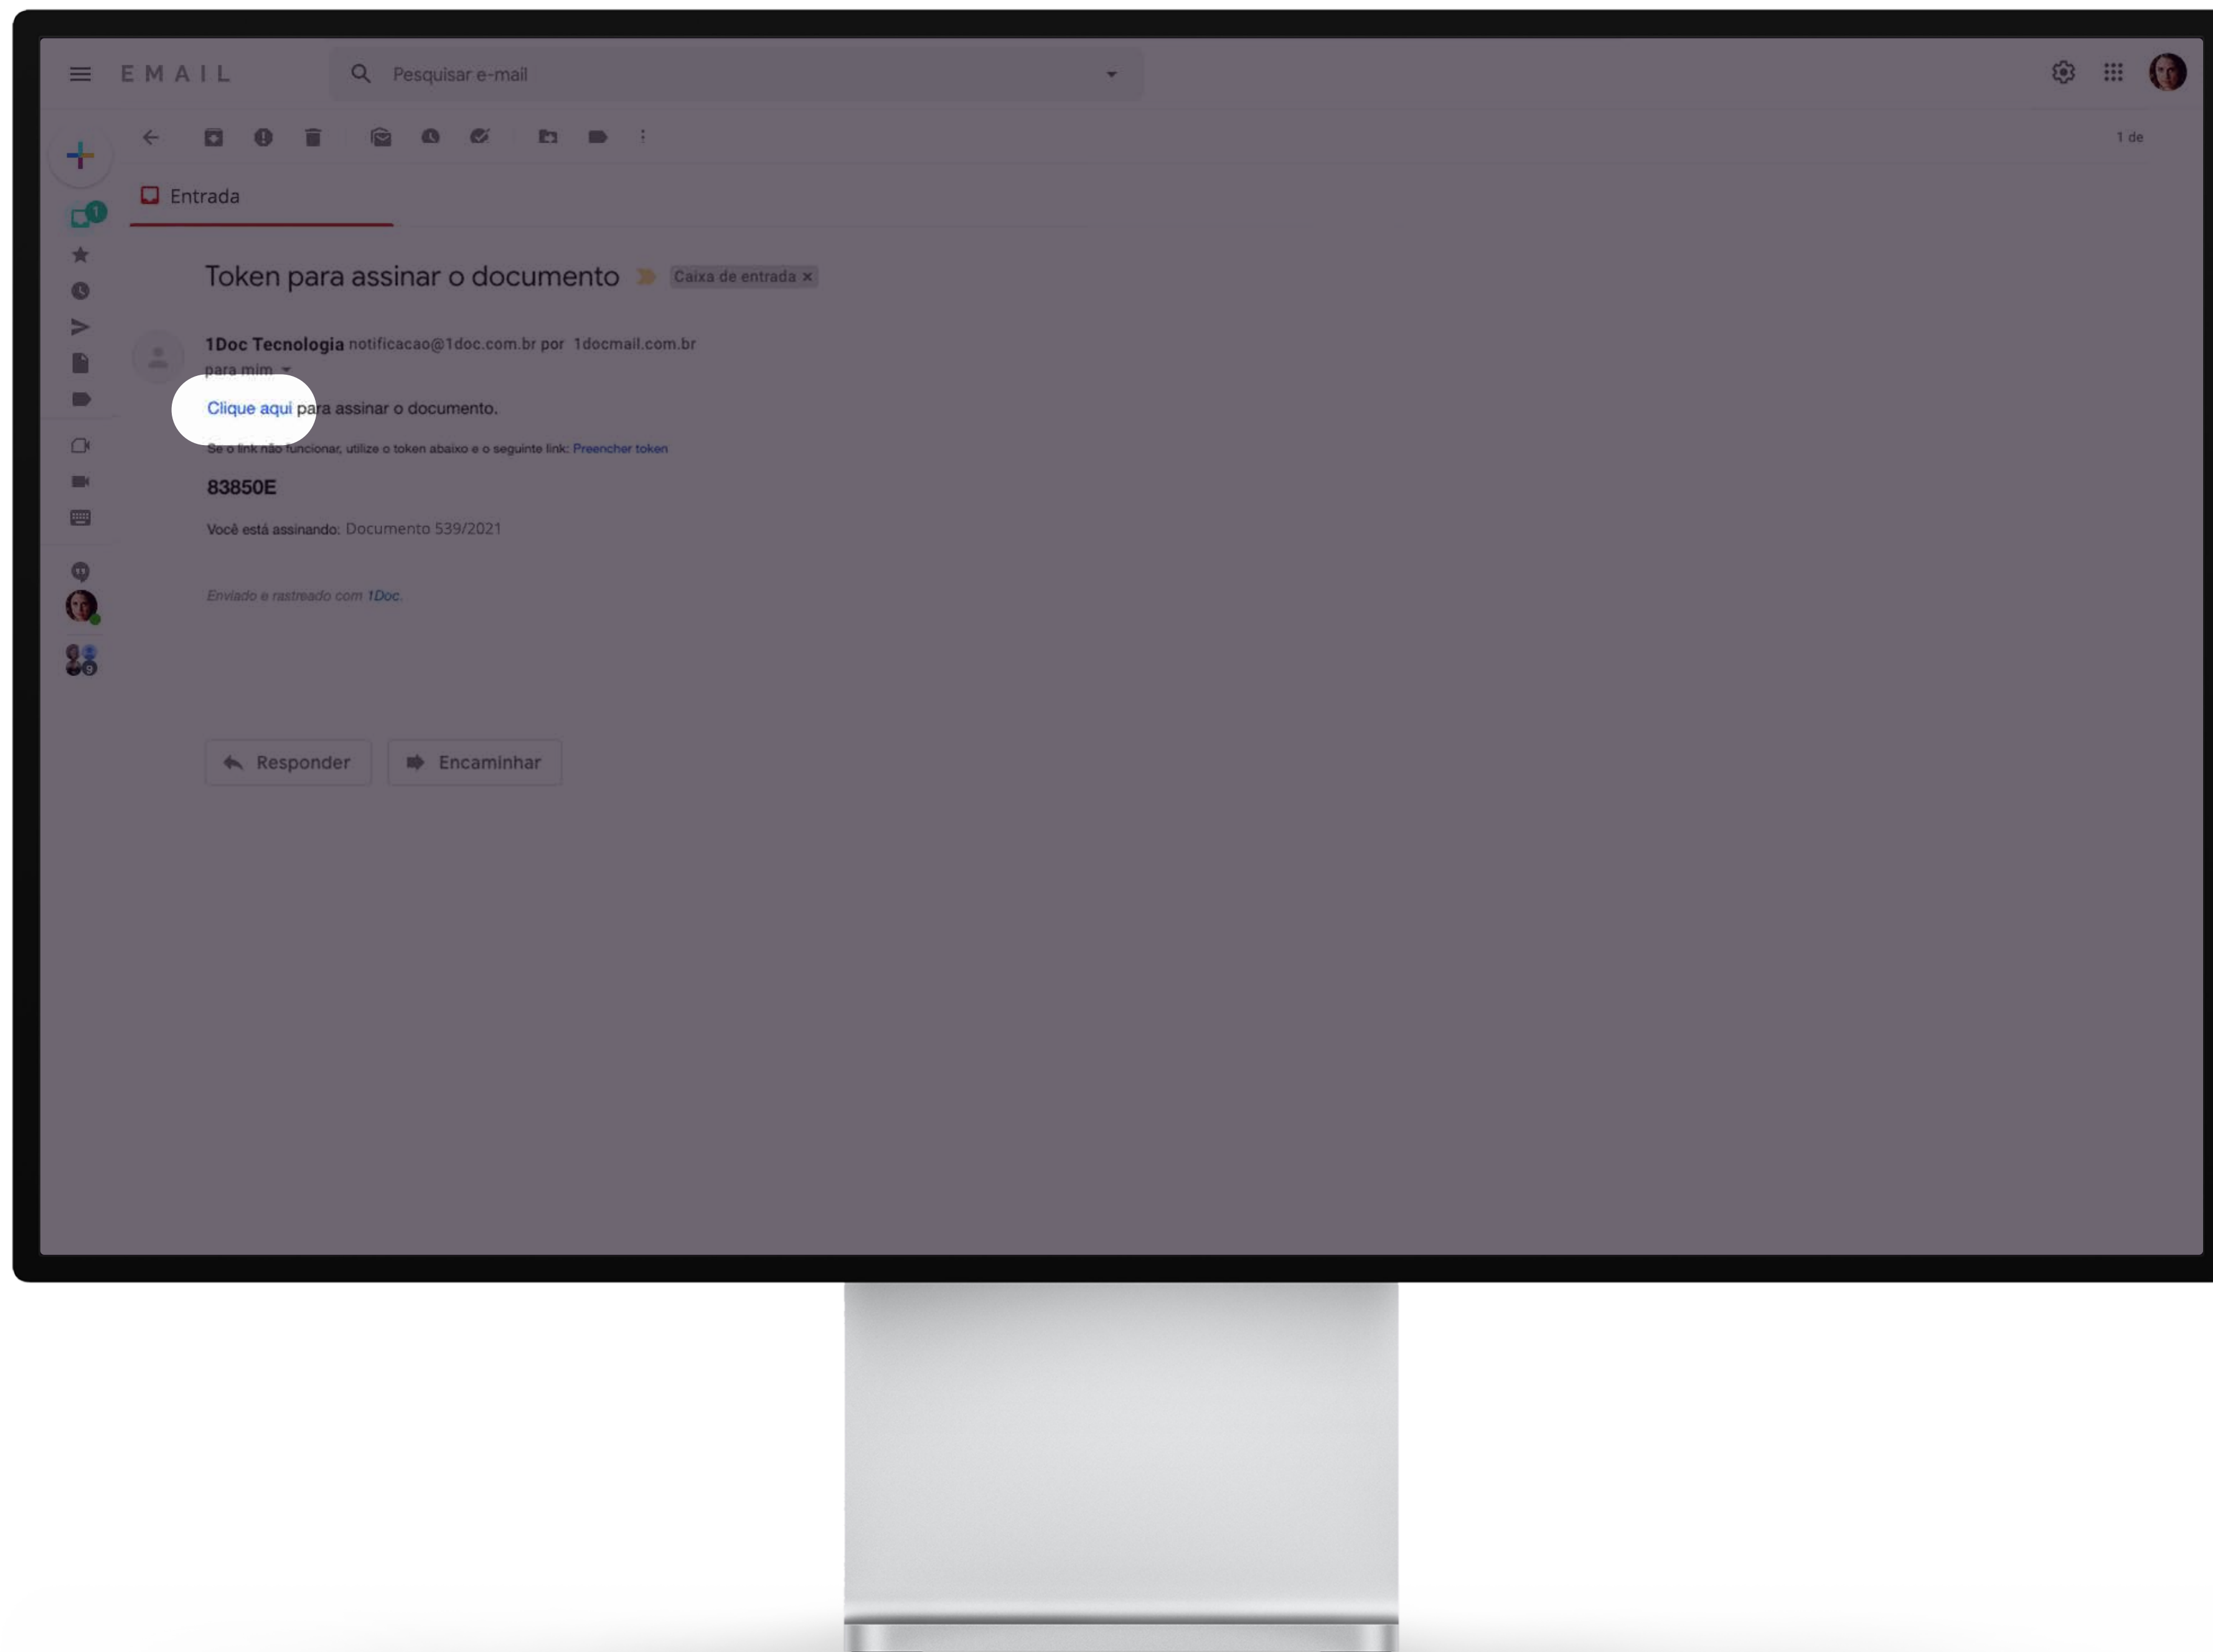 EMAIL
Pesquisar e-mail
1 de
1
Entrada
Token para assinar o documento
Caixa de entrada ×
1Doc Tecnologia notificacao@1doc.com.br por 1docmail.com.br
para mim
Clique aqui para assinar o documento.
Se o link não funcionar, utilize o token abaixo e o seguinte link: Preencher token
83850E
Você está assinando: Documento 539/2021
Enviado e rastreado com 1Doc.
9
Responder
Encaminhar